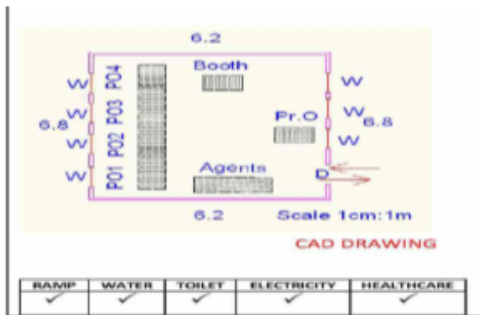 6.2
Booth
W
W
W
W
PO4
PO3
PO2
PO1
W
W
W
Pr.O
6.8
6.8
Agents
D
6.2
Scale 1cm:1m
CAD DRAWING
RAMP WATER TOILET ELECTRICITY HEALTHCARE
✓ ✓ ✓ ✓ ✓